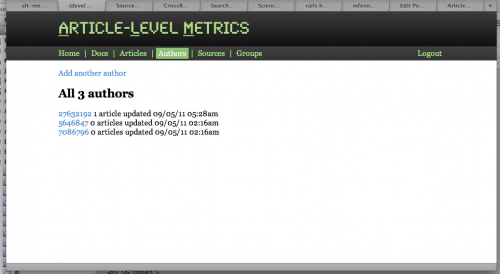 alt-me...
(devel...
Source...
CrossR...
Search...
Scienc...
rails h...
mfenn...
Edit Po...
Article...
ARTICLE-LEVEL METRICS
Home | Docs | Articles | Authors | Sources | Groups
Logout
Add another author
All 3 authors
27632192 1 article updated 09/05/11 05:28am
5646847 0 articles updated 09/05/11 02:16am
7086796 0 articles updated 09/05/11 02:16am